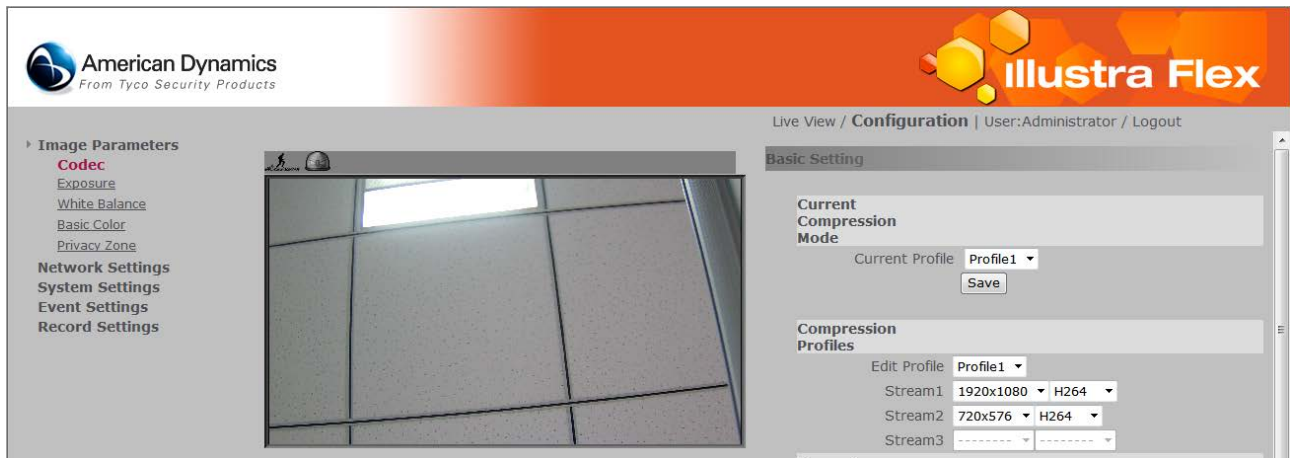 American Dynamics
From Tyco Security Products
illustra Flex
Live View / Configuration | User:Administrator / Logout
Image Parameters
Codec
Exposure
White Balance
Basic Color
Privacy Zone
Network Settings
System Settings
Event Settings
Record Settings
Basic Setting
Current
Compression
Mode
Current Profile Profile1
Save
Compression
Profiles
Edit Profile Profile1
Stream1 1920x1080 H264
Stream2 720x576 H264
Stream3 -------- --------